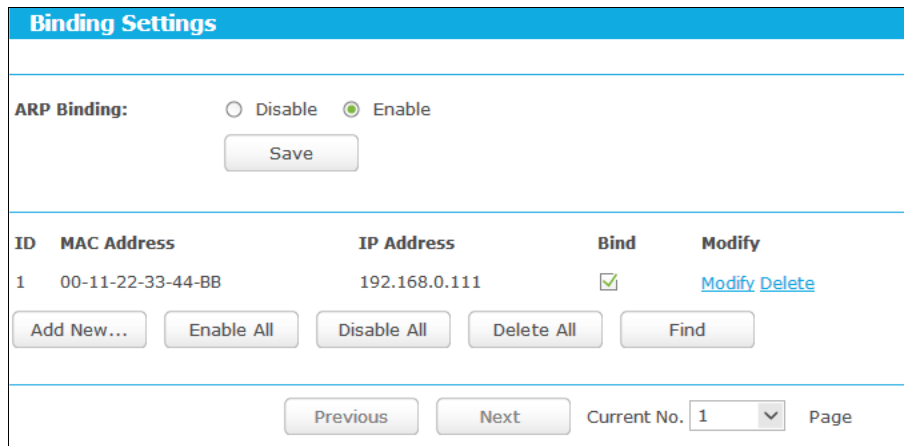 Binding Settings
ARP Binding: Disable Enable
Save
ID MAC Address IP Address Bind Modify
1 00-11-22-33-44-BB 192.168.0.111 Modify Delete
Add New... Enable All Disable All Delete All Find
Previous Next Current No. 1 Page